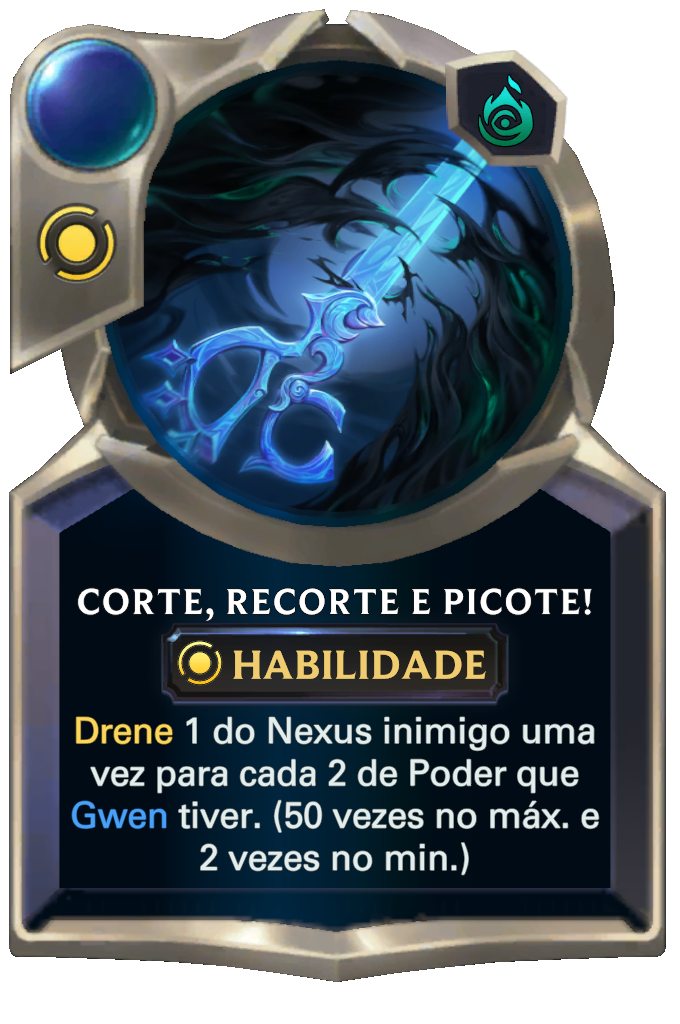 CORTE, RECORTE E PICOTE!
HABILIDADE
Drene 1 do Nexus inimigo uma
vez para cada 2 de Poder que
Gwen tiver. (50 vezes no máx. e
2 vezes no min.)